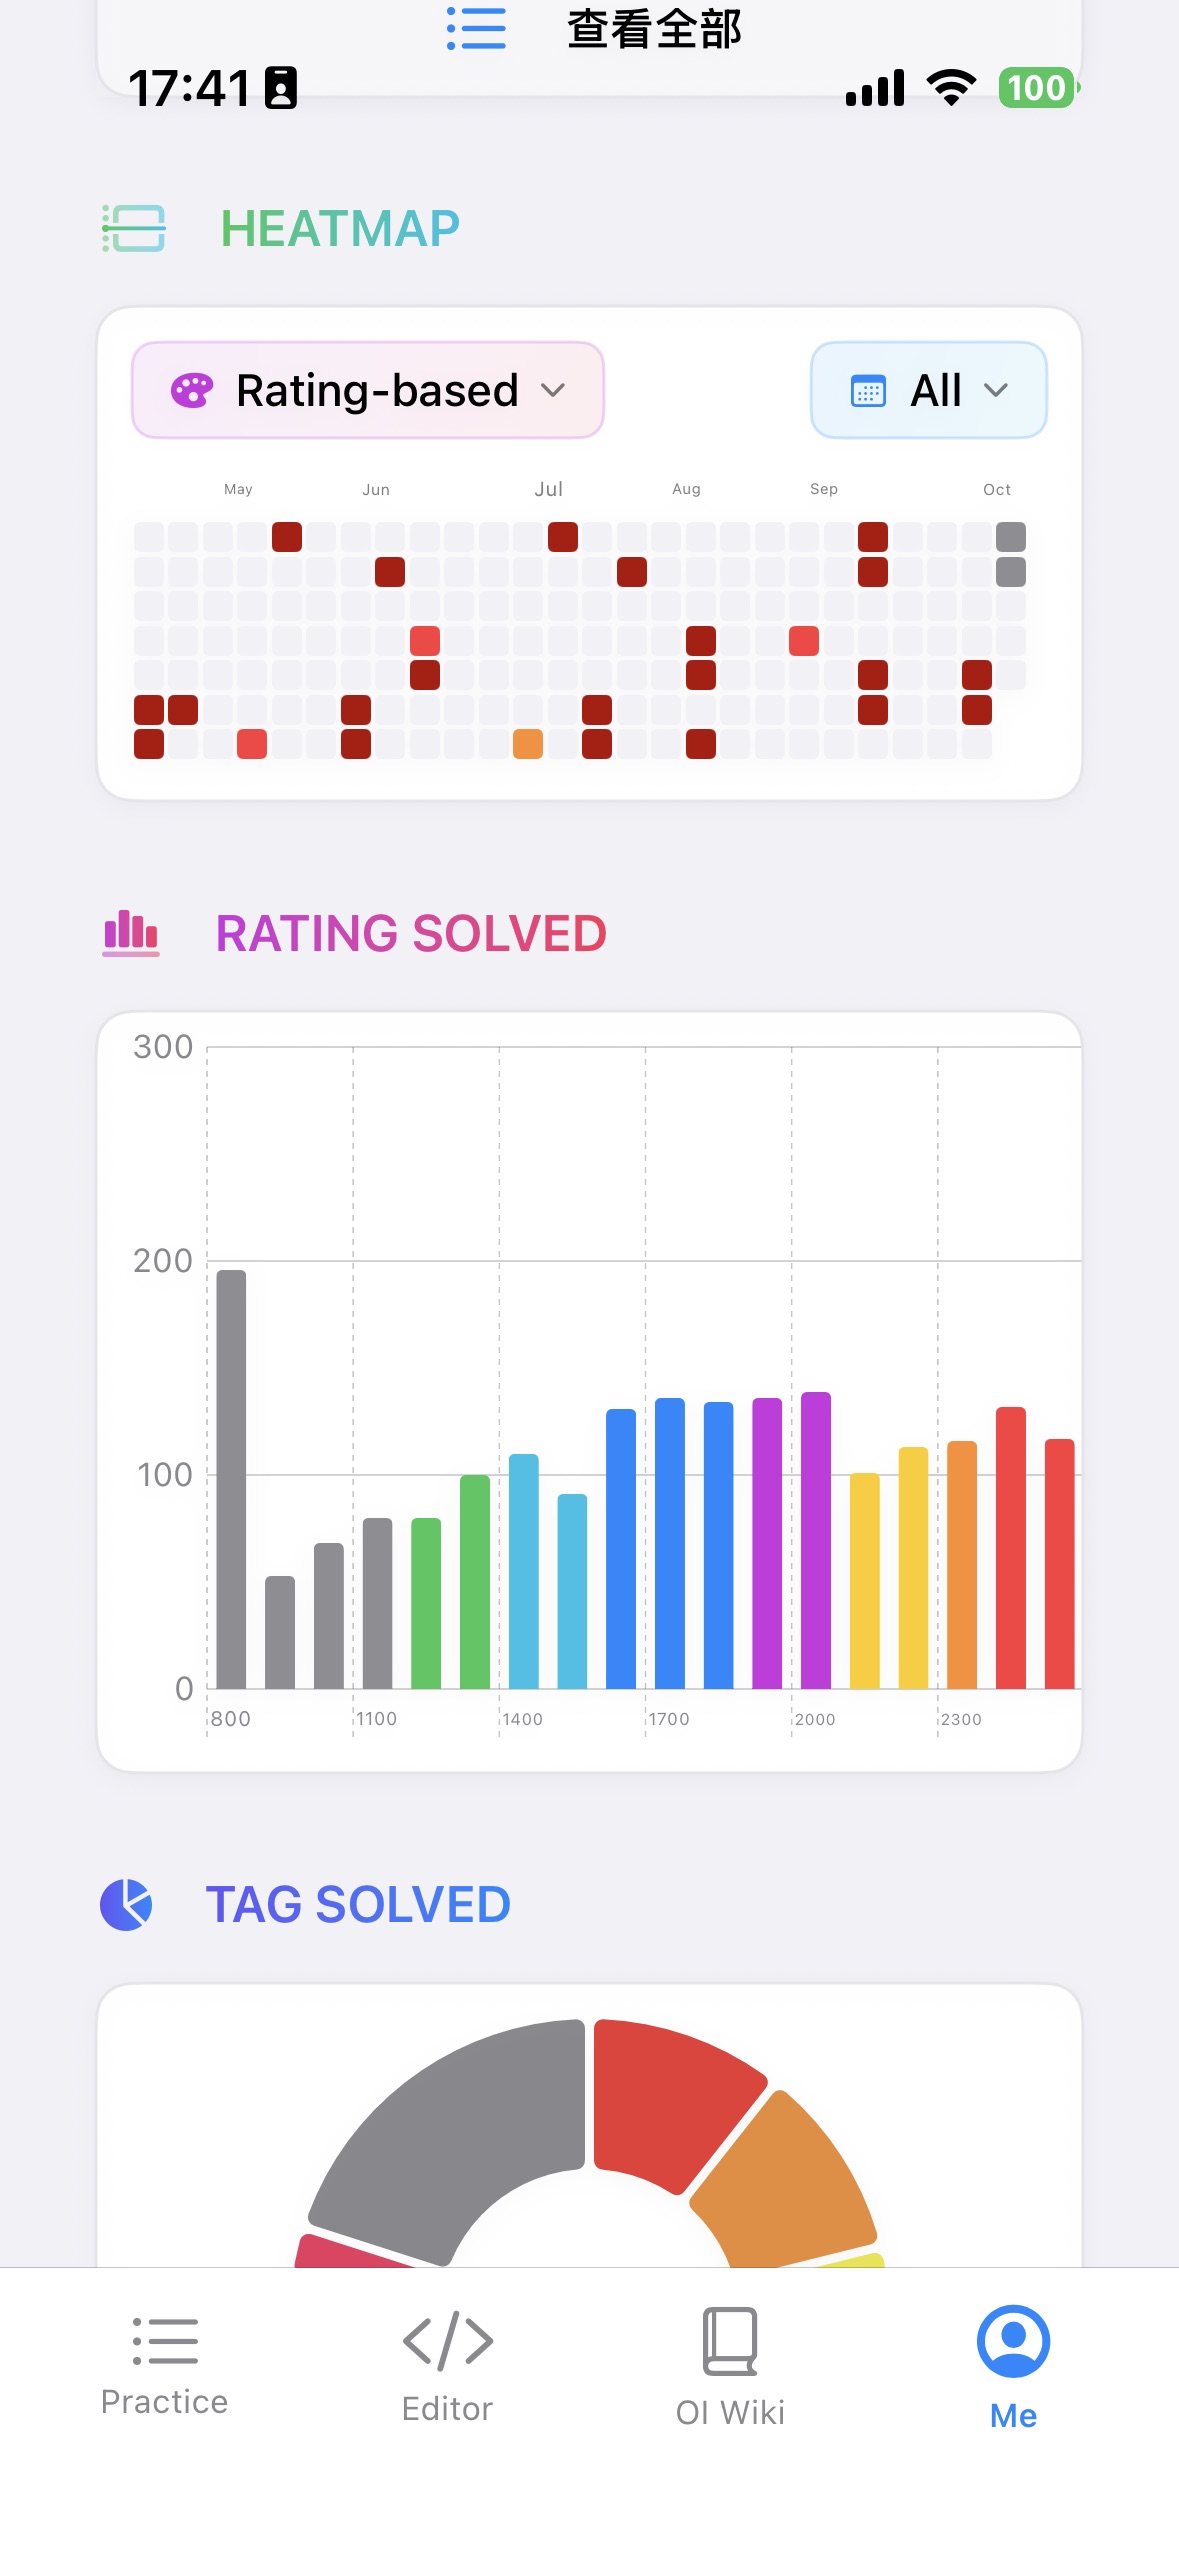 查看全部
17:41
100
HEATMAP
Rating-based
All
May Jun Jul Aug Sep Oct
RATING SOLVED
300
200
100
0
800 1100 1400 1700 2000 2300
TAG SOLVED
Practice Editor OI Wiki Me